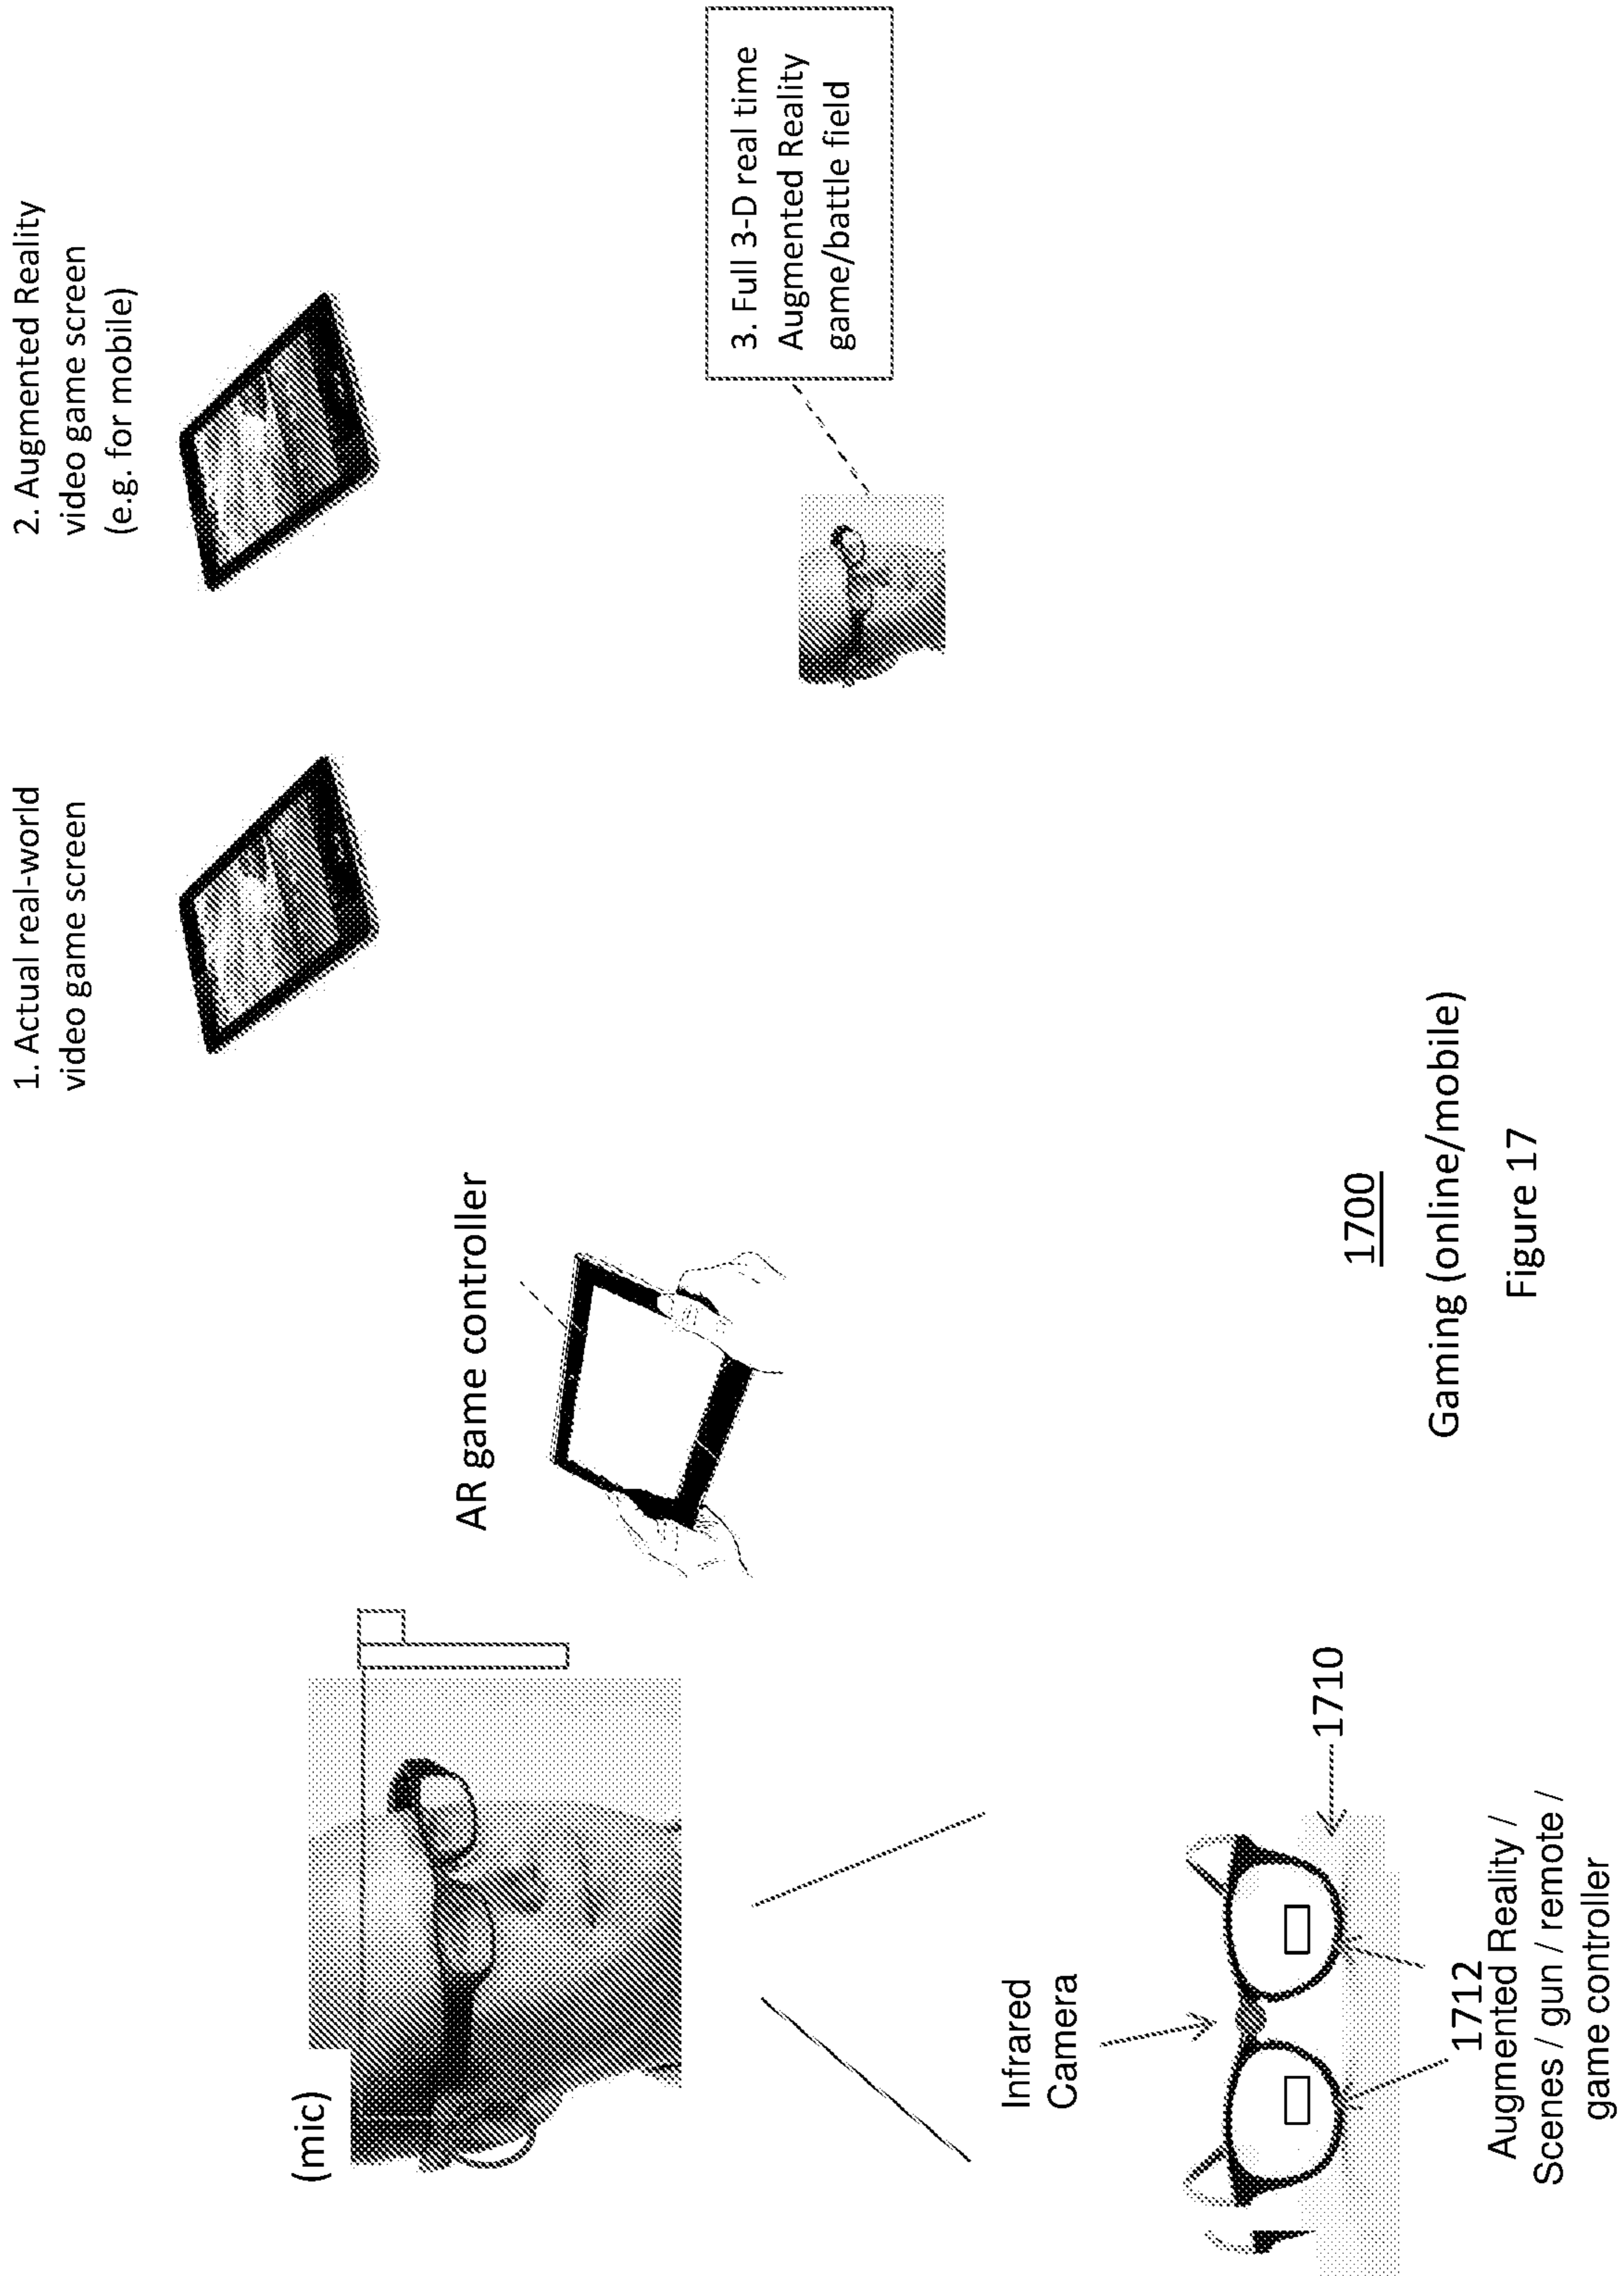 1. Actual real-world
video game screen
2. Augmented Reality
video game screen
(e.g. for mobile)
(mic)
AR game controller
3. Full 3-D real time
Augmented Reality
game/battle field
Infrared
Camera
1710
1712
Augmented Reality /
Scenes / gun / remote /
game controller
1700
Gaming (online/mobile)
Figure 17